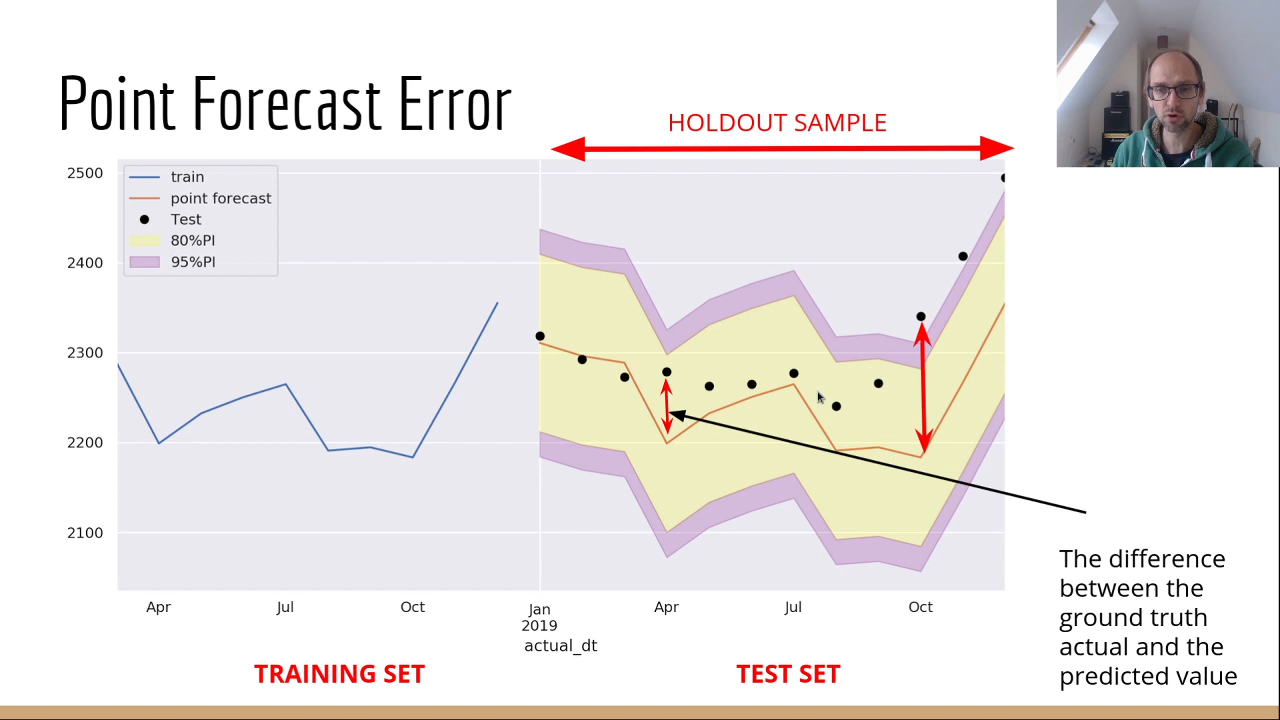 Point Forecast Error
HOLDOUT SAMPLE
2500
2400
2300
2200
2100
train
point forecast
Test
80%PI
95%PI
Apr
Jul
Oct
Jan
2019
Apr
Jul
Oct
actual_dt
TRAINING SET
TEST SET
The difference
between the
ground truth
actual and the
predicted value